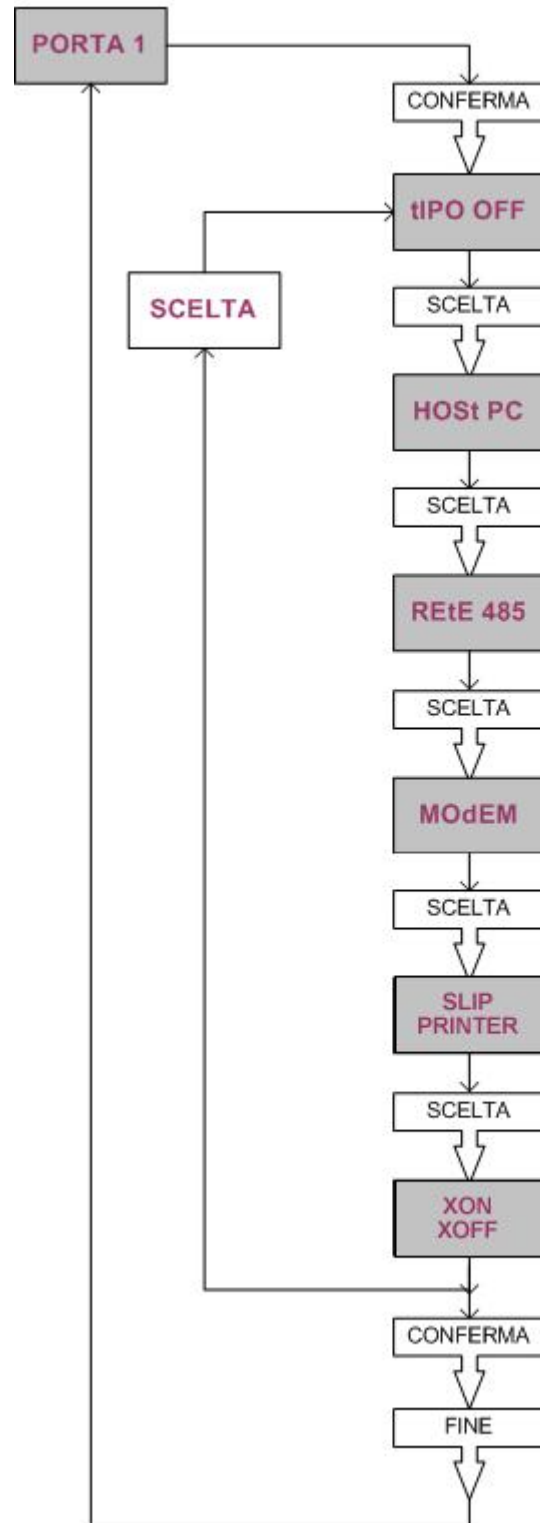 PORTA 1
CONFERMA
tIPO OFF
SCELTA
SCELTA
HOSt PC
SCELTA
REtE 485
SCELTA
MOdEM
SCELTA
SLIP
PRINTER
SCELTA
XON
XOFF
CONFERMA
FINE